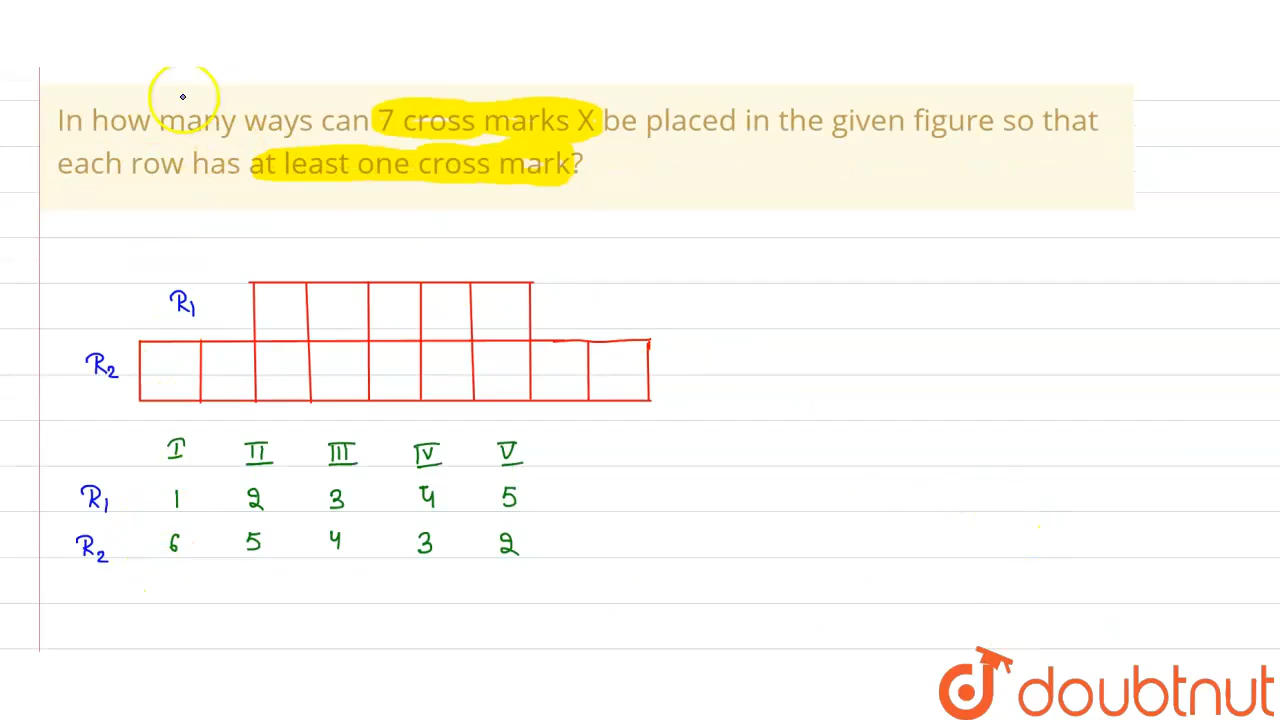 In how many ways can 7 cross marks X be placed in the given figure so that
each row has at least one cross mark?
R1
R2
I II III IV V
R1 1 2 3 4 5
R2 6 5 4 3 2
doubtnut